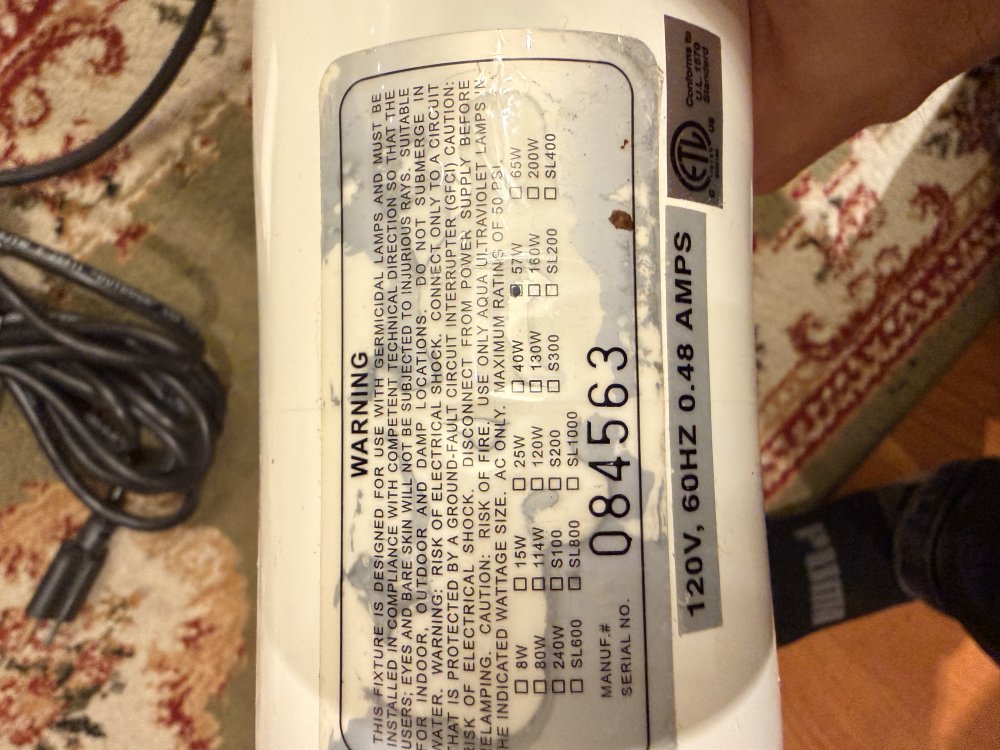 WARNING
THIS FIXTURE IS DESIGNED FOR USE WITH GERMICIDAL LAMPS AND MUST BE
INSTALLED IN COMPLIANCE WITH COMPETENT TECHNICAL DIRECTION SO THAT THE
USERS; EYES AND BARE SKIN WILL NOT BE SUBJECTED TO INJURIOUS RAYS. SUITABLE
FOR INDOOR, OUTDOOR AND DAMP LOCATIONS. DO NOT SUBMERGE IN
WATER. WARNING: RISK OF ELECTRICAL SHOCK. CONNECT ONLY TO A CIRCUIT
THAT IS PROTECTED BY A GROUND-FAULT CIRCUIT INTERRUPTER (GFCI) CAUTION:
RISK OF ELECTRICAL SHOCK. DISCONNECT FROM POWER SUPPLY BEFORE
RELAMPING. CAUTION: RISK OF FIRE, USE ONLY AQUA ULTRAVIOLET LAMPS IN
THE INDICATED WATTAGE SIZE. AC ONLY. MAXIMUM RATING OF 50 PSI.
8W 15W 25W 40W 57W 65W
80W 114W 120W 130W 160W 200W
240W S100 S200 S300 SL200 SL400
SL600 SL800 SL1000
MANUF.#
SERIAL NO. 084563
120V, 60HZ 0.48 AMPS
ETL
C US
Conforms to
U.L. 1570
Standard
PUMA